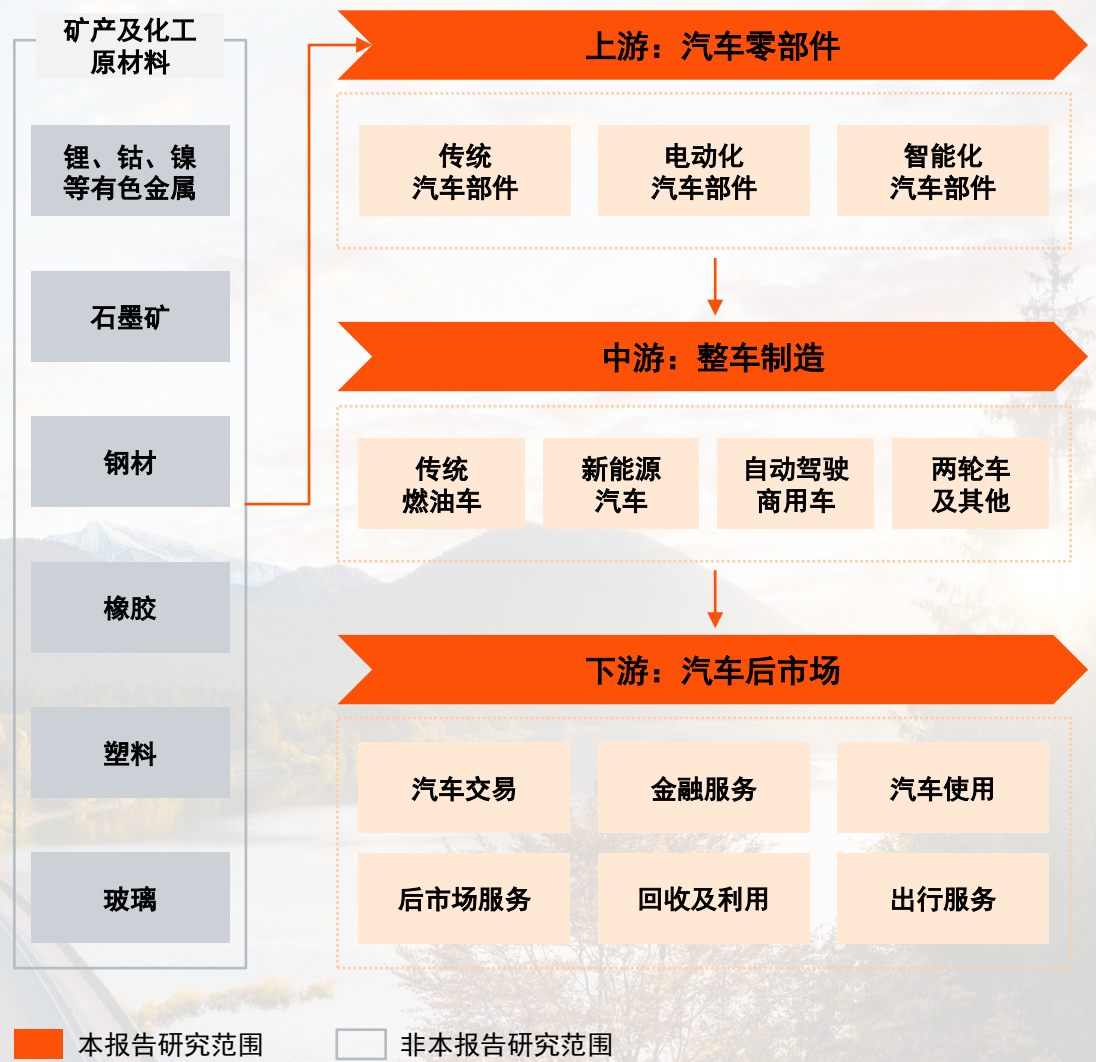 矿产及化工
原材料
锂、钴、镍
等有色金属
石墨矿
钢材
橡胶
塑料
玻璃
上游：汽车零部件
传统
汽车部件
电动化
汽车部件
智能化
汽车部件
中游：整车制造
传统
燃油车
新能源
汽车
自动驾驶
商用车
两轮车
及其他
下游：汽车后市场
汽车交易
金融服务
汽车使用
后市场服务
回收及利用
出行服务
本报告研究范围
非本报告研究范围